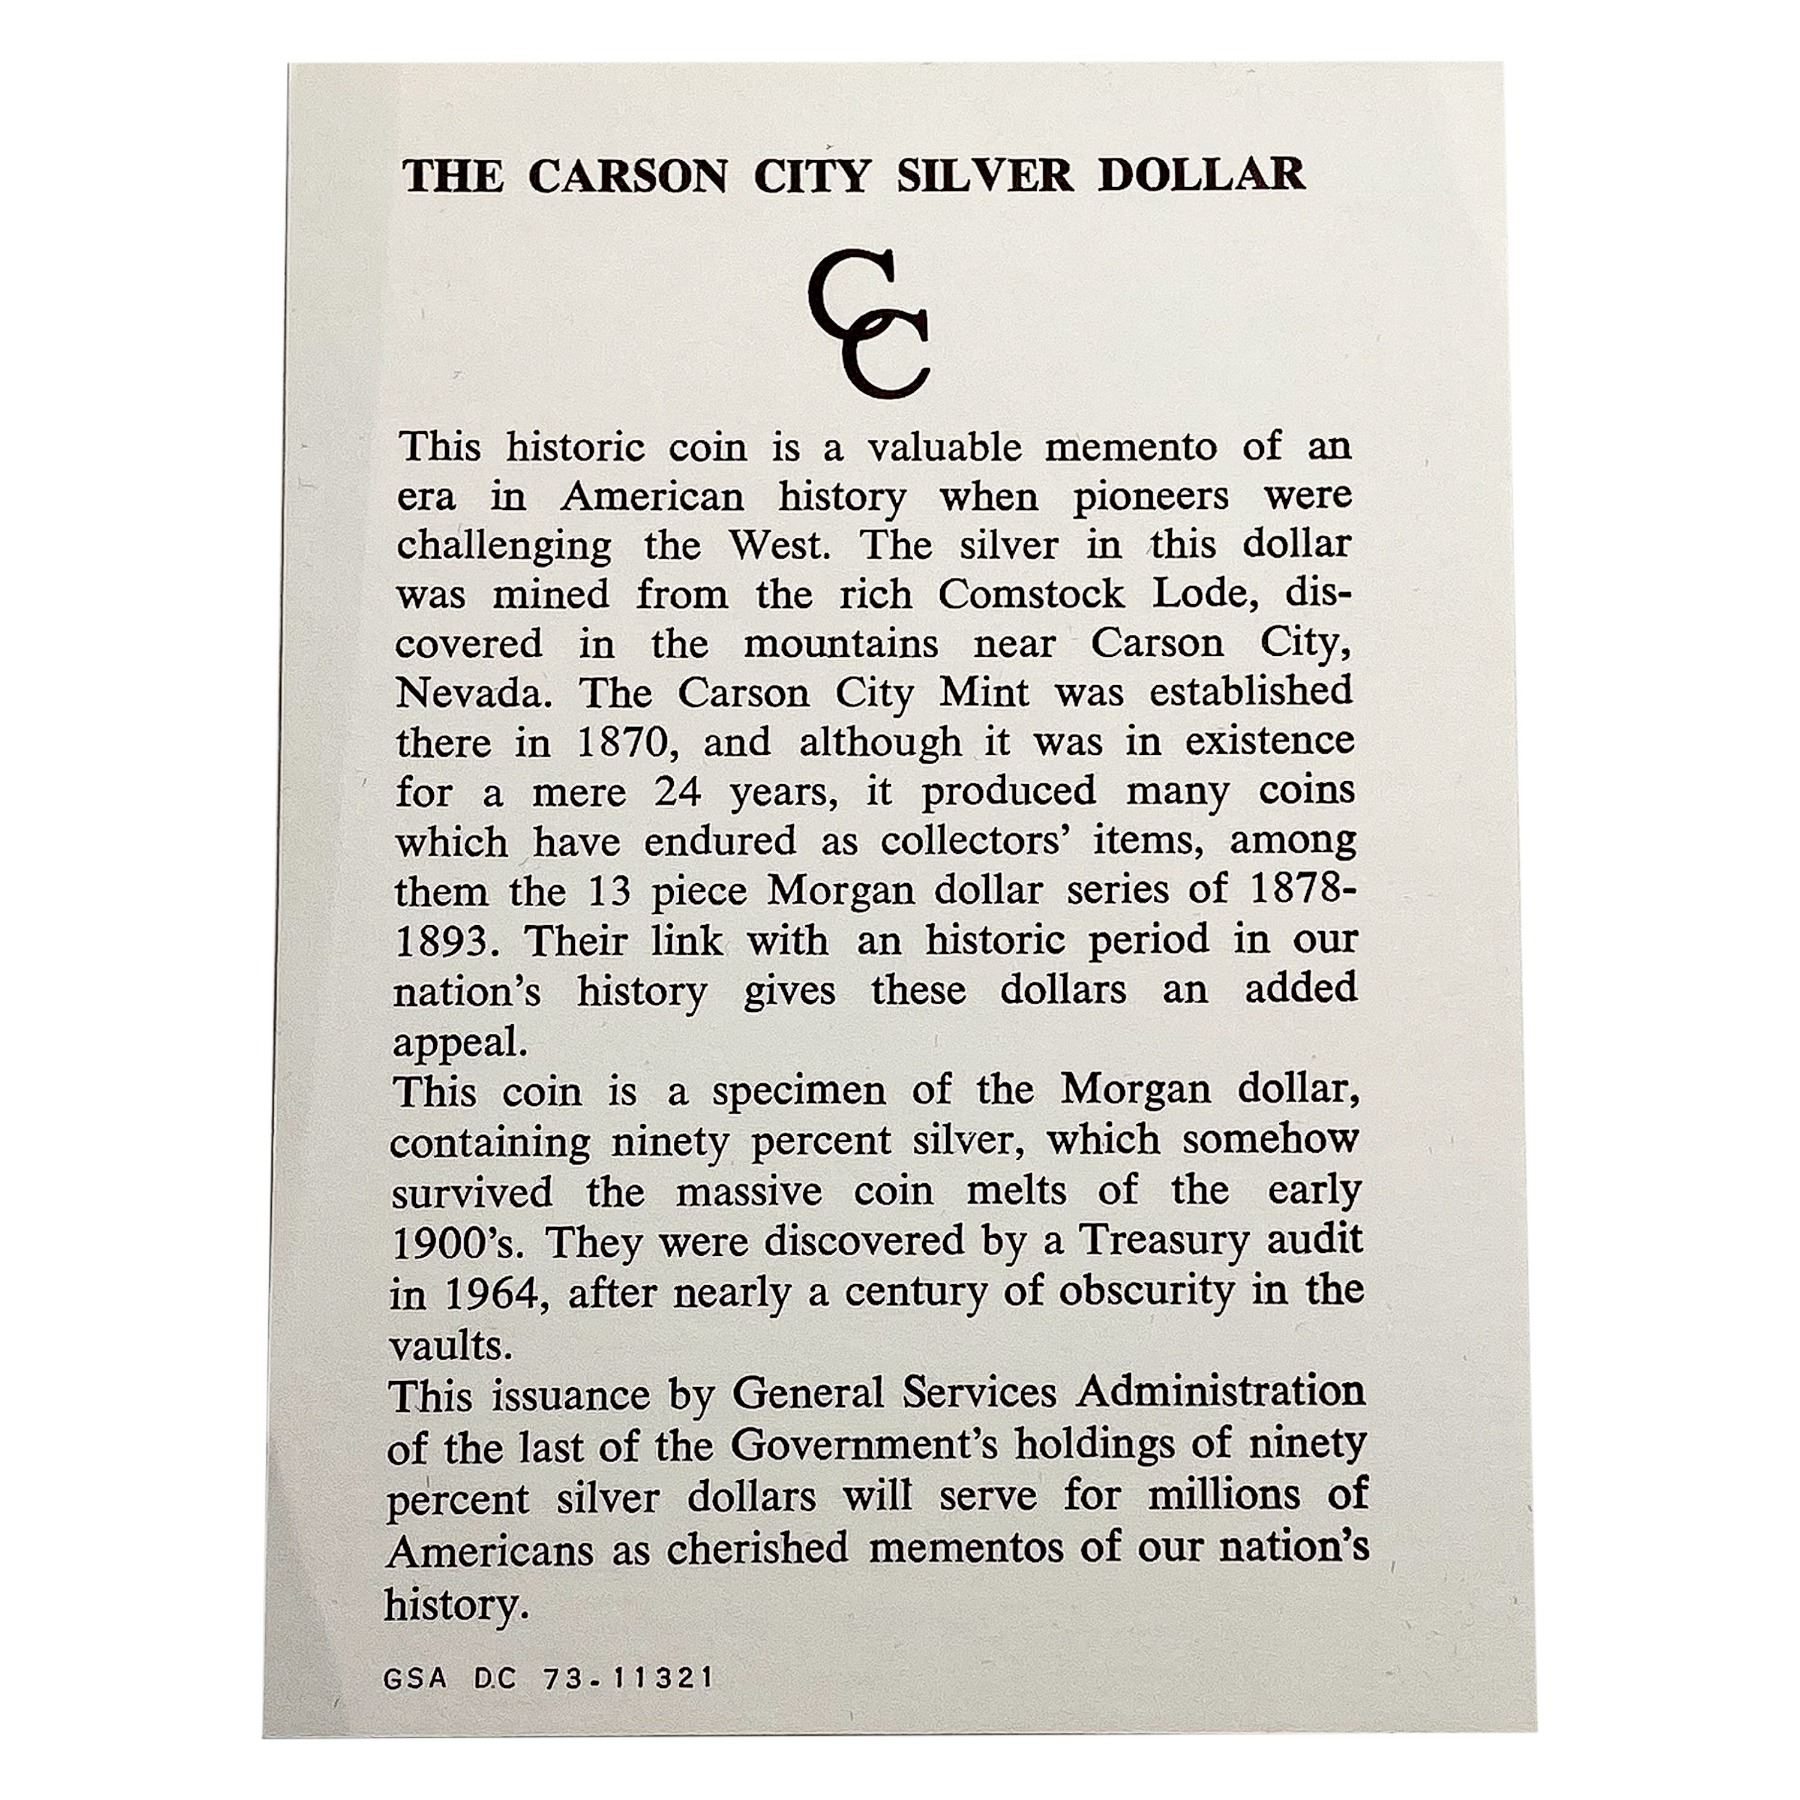 THE CARSON CITY SILVER DOLLAR
CC
This historic coin is a valuable memento of an
era in American history when pioneers were
challenging the West. The silver in this dollar
was mined from the rich Comstock Lode, dis-
covered in the mountains near Carson City,
Nevada. The Carson City Mint was established
there in 1870, and although it was in existence
for a mere 24 years, it produced many coins
which have endured as collectors' items, among
them the 13 piece Morgan dollar series of 1878-
1893. Their link with an historic period in our
nation's history gives these dollars an added
appeal.
This coin is a specimen of the Morgan dollar,
containing ninety percent silver, which somehow
survived the massive coin melts of the early
1900's. They were discovered by a Treasury audit
in 1964, after nearly a century of obscurity in the
vaults.
This issuance by General Services Administration
of the last of the Government's holdings of ninety
percent silver dollars will serve for millions of
Americans as cherished mementos of our nation's
history.
GSA D.C 73-11321